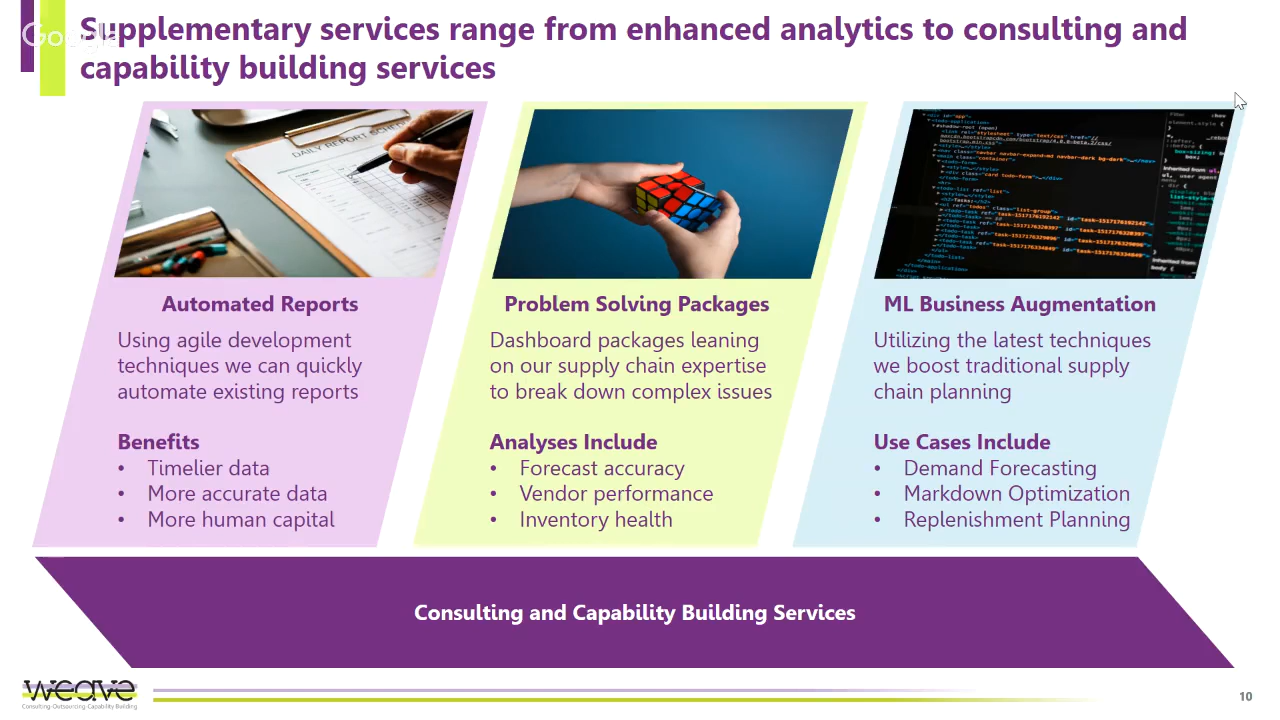 Google
Supplementary services range from enhanced analytics to consulting and
capability building services
DAILY REPORT
Automated Reports
Using agile development
techniques we can quickly
automate existing reports
Benefits
• Timelier data
• More accurate data
• More human capital
Problem Solving Packages
Dashboard packages leaning
on our supply chain expertise
to break down complex issues
Analyses Include
• Forecast accuracy
• Vendor performance
• Inventory health
ML Business Augmentation
Utilizing the latest techniques
we boost traditional supply
chain planning
Use Cases Include
• Demand Forecasting
• Markdown Optimization
• Replenishment Planning
Consulting and Capability Building Services
weave
Consulting-Outsourcing-Capability Building
10